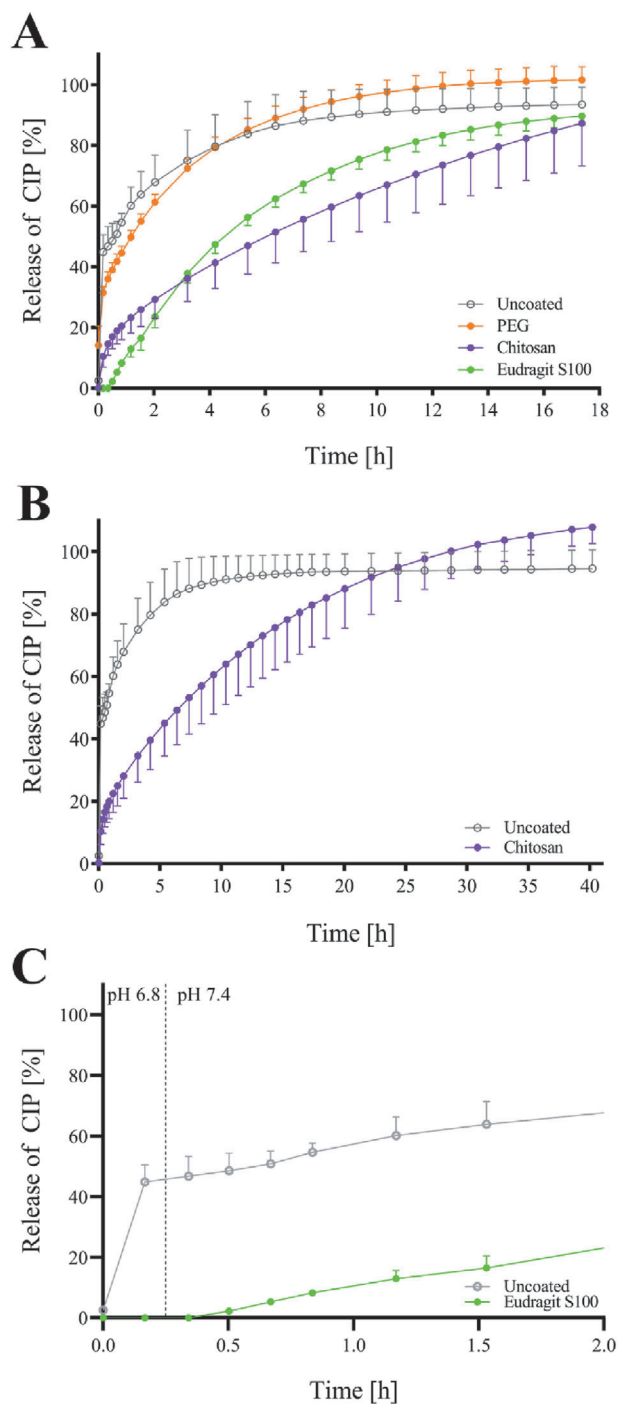 A
Release of CIP [%]
100
80
60
40
20
0
Uncoated
PEG
Chitosan
Eudragit S100
0 2 4 6 8 10 12 14 16 18
Time [h]
B
Release of CIP [%]
100
80
60
40
20
0
Uncoated
Chitosan
0 5 10 15 20 25 30 35 40
Time [h]
C
pH 6.8 pH 7.4
Release of CIP [%]
100
80
60
40
20
0
Uncoated
Eudragit S100
0.0 0.5 1.0 1.5 2.0
Time [h]